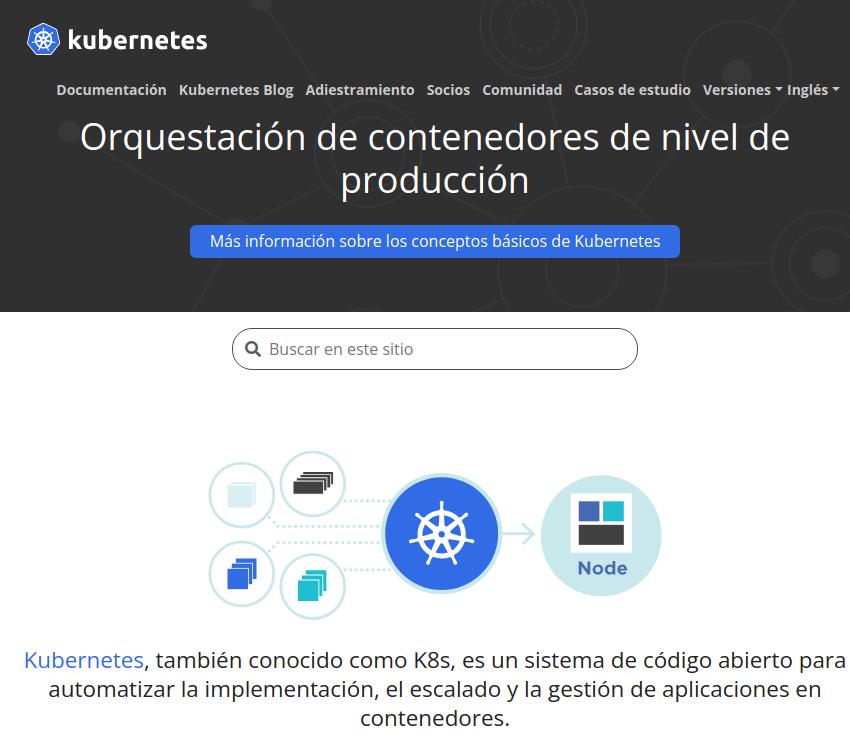 kubernetes
Documentación Kubernetes Blog Adiestramiento Socios Comunidad Casos de estudio Versiones Inglés
Orquestación de contenedores de nivel de
producción
Más información sobre los conceptos básicos de Kubernetes
Buscar en este sitio
Node
Kubernetes, también conocido como K8s, es un sistema de código abierto para
automatizar la implementación, el escalado y la gestión de aplicaciones en
contenedores.